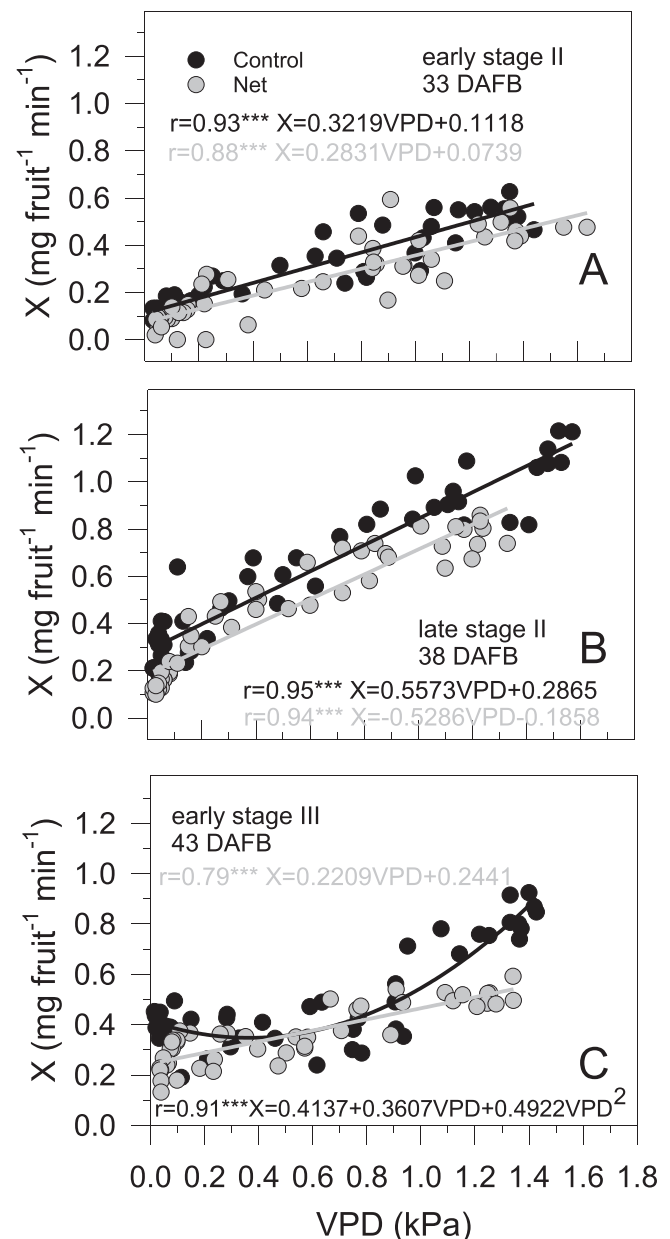 1.2
1.0
0.8
0.6
0.4
0.2
0.0
X (mg fruit⁻¹ min⁻¹)
Control
Net
early stage II
33 DAFB
r=0.93*** X=0.3219VPD+0.1118
r=0.88*** X=0.2831VPD+0.0739
A
1.2
1.0
0.8
0.6
0.4
0.2
0.0
X (mg fruit⁻¹ min⁻¹)
late stage II
38 DAFB
B
r=0.95*** X=0.5573VPD+0.2865
r=0.94*** X=-0.5286VPD-0.1858
1.2
1.0
0.8
0.6
0.4
0.2
0.0
X (mg fruit⁻¹ min⁻¹)
early stage III
43 DAFB
r=0.79*** X=0.2209VPD+0.2441
C
r=0.91***X=0.4137+0.3607VPD+0.4922VPD²
0.0 0.2 0.4 0.6 0.8 1.0 1.2 1.4 1.6 1.8
VPD (kPa)